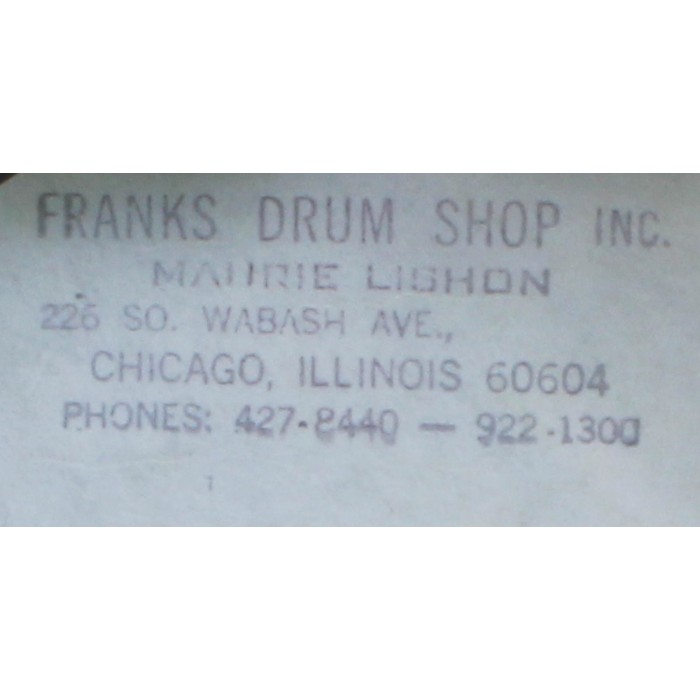 FRANKS DRUM SHOP INC.
MAURIE LISHON
226 SO. WABASH AVE.,
CHICAGO, ILLINOIS 60604
PHONES: 427-8440 — 922-1300